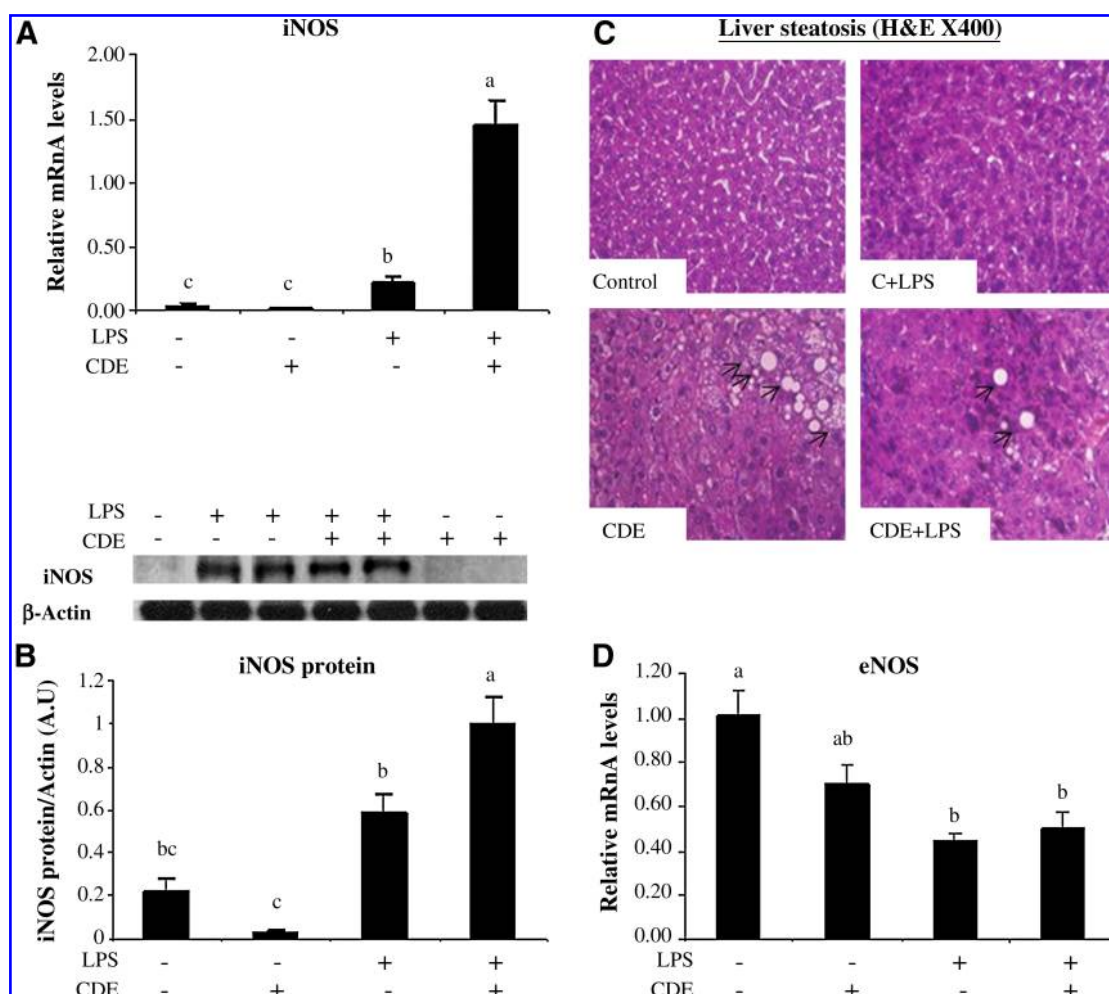 A
iNOS
2.00
1.50
1.00
0.50
0.00
Relative mRnA levels
c c b a
LPS - - + +
CDE - + - +
LPS - + + + + - -
CDE - - - + + + +
iNOS
β-Actin
B
iNOS protein
1.2
1
0.8
0.6
0.4
0.2
0
iNOS protein/Actin (A.U)
bc c b a
LPS - - + +
CDE - + - +
C
Liver steatosis (H&E X400)
Control
C+LPS
CDE
CDE+LPS
D
eNOS
1.20
1.00
0.80
0.60
0.40
0.20
0.00
Relative mRnA levels
a ab b b
LPS - - + +
CDE - + - +